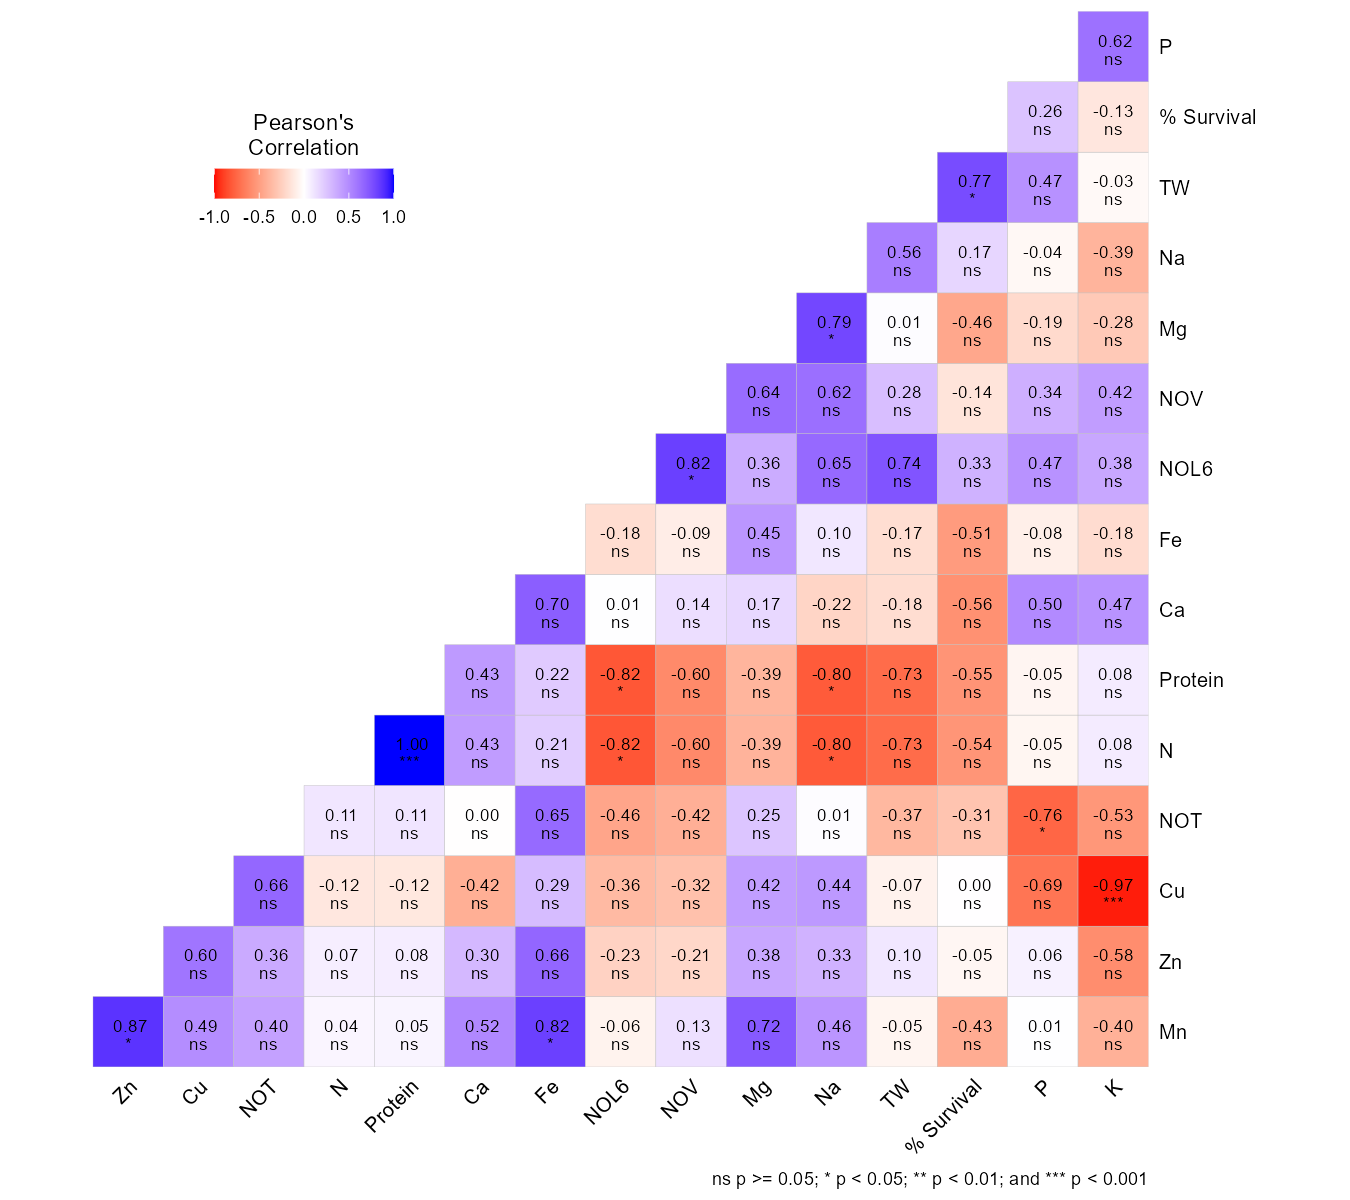 0.62 P
ns
Pearson's
Correlation
-1.0 -0.5 0.0 0.5 1.0
0.26 -0.13 % Survival
ns ns
0.77 0.47 -0.03 TW
* ns ns
0.56 0.17 -0.04 -0.39 Na
ns ns ns ns
0.79 0.01 -0.46 -0.19 -0.28 Mg
* ns ns ns ns
0.64 0.62 0.28 -0.14 0.34 0.42 NOV
ns ns ns ns ns ns
0.82 0.36 0.65 0.74 0.33 0.47 0.38 NOL6
* ns ns ns ns ns ns
-0.18 -0.09 0.45 0.10 -0.17 -0.51 -0.08 -0.18 Fe
ns ns ns ns ns ns ns ns
0.70 0.01 0.14 0.17 -0.22 -0.18 -0.56 0.50 0.47 Ca
ns ns ns ns ns ns ns ns ns
0.43 0.22 -0.82 -0.60 -0.39 -0.80 -0.73 -0.55 -0.05 0.08 Protein
ns ns * ns ns * ns ns ns ns
1.00 0.43 0.21 -0.82 -0.60 -0.39 -0.80 -0.73 -0.54 -0.05 0.08 N
*** ns ns * ns ns * ns ns ns ns
0.11 0.11 0.00 0.65 -0.46 -0.42 0.25 0.01 -0.37 -0.31 -0.76 -0.53 NOT
ns ns ns ns ns ns ns ns ns ns * ns
0.66 -0.12 -0.12 -0.42 0.29 -0.36 -0.32 0.42 0.44 -0.07 0.00 -0.69 -0.97 Cu
ns ns ns ns ns ns ns ns ns ns ns ns ***
0.60 0.36 0.07 0.08 0.30 0.66 -0.23 -0.21 0.38 0.33 0.10 -0.05 0.06 -0.58 Zn
ns ns ns ns ns ns ns ns ns ns ns ns ns ns
0.87 0.49 0.40 0.04 0.05 0.52 0.82 -0.06 0.13 0.72 0.46 -0.05 -0.43 0.01 -0.40 Mn
* ns ns ns ns ns * ns ns ns ns ns ns ns ns
Zn Cu NOT N Protein Ca Fe NOL6 NOV Mg Na TW % Survival P K
ns p >= 0.05; * p < 0.05; ** p < 0.01; and *** p < 0.001